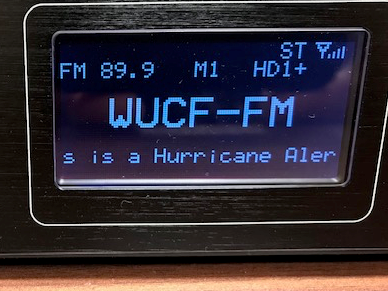 ST
FM 89.9 M1 HD1+
WUCF-FM
s is a Hurricane Aler